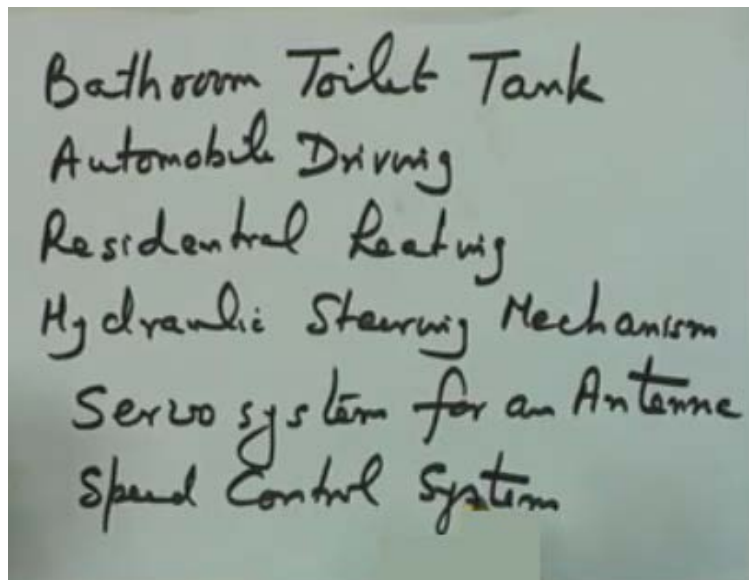 Bathroom Toilet Tank
Automobile Driving
Residential Heating
Hydraulic Steering Mechanism
Servo system for an Antenna
Speed Control System